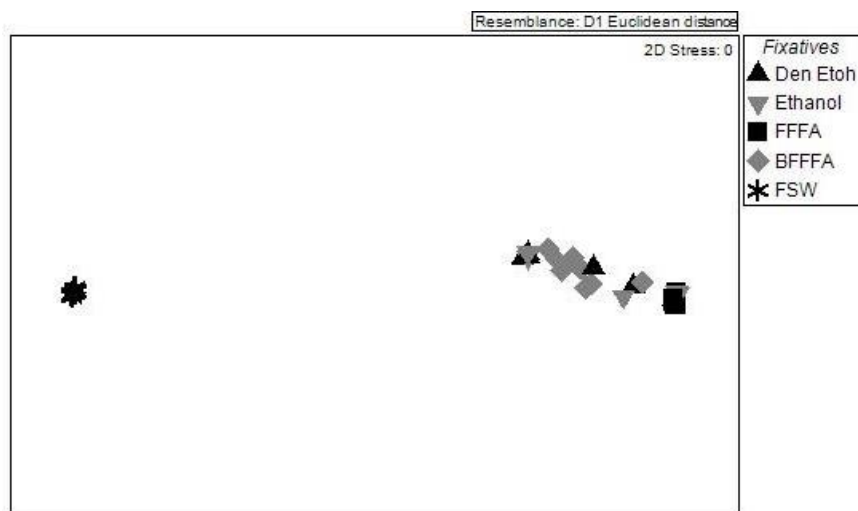 Resemblance: D1 Euclidean distance
2D Stress: 0
Fixatives
Den Etoh
Ethanol
FFFA
BFFFA
FSW